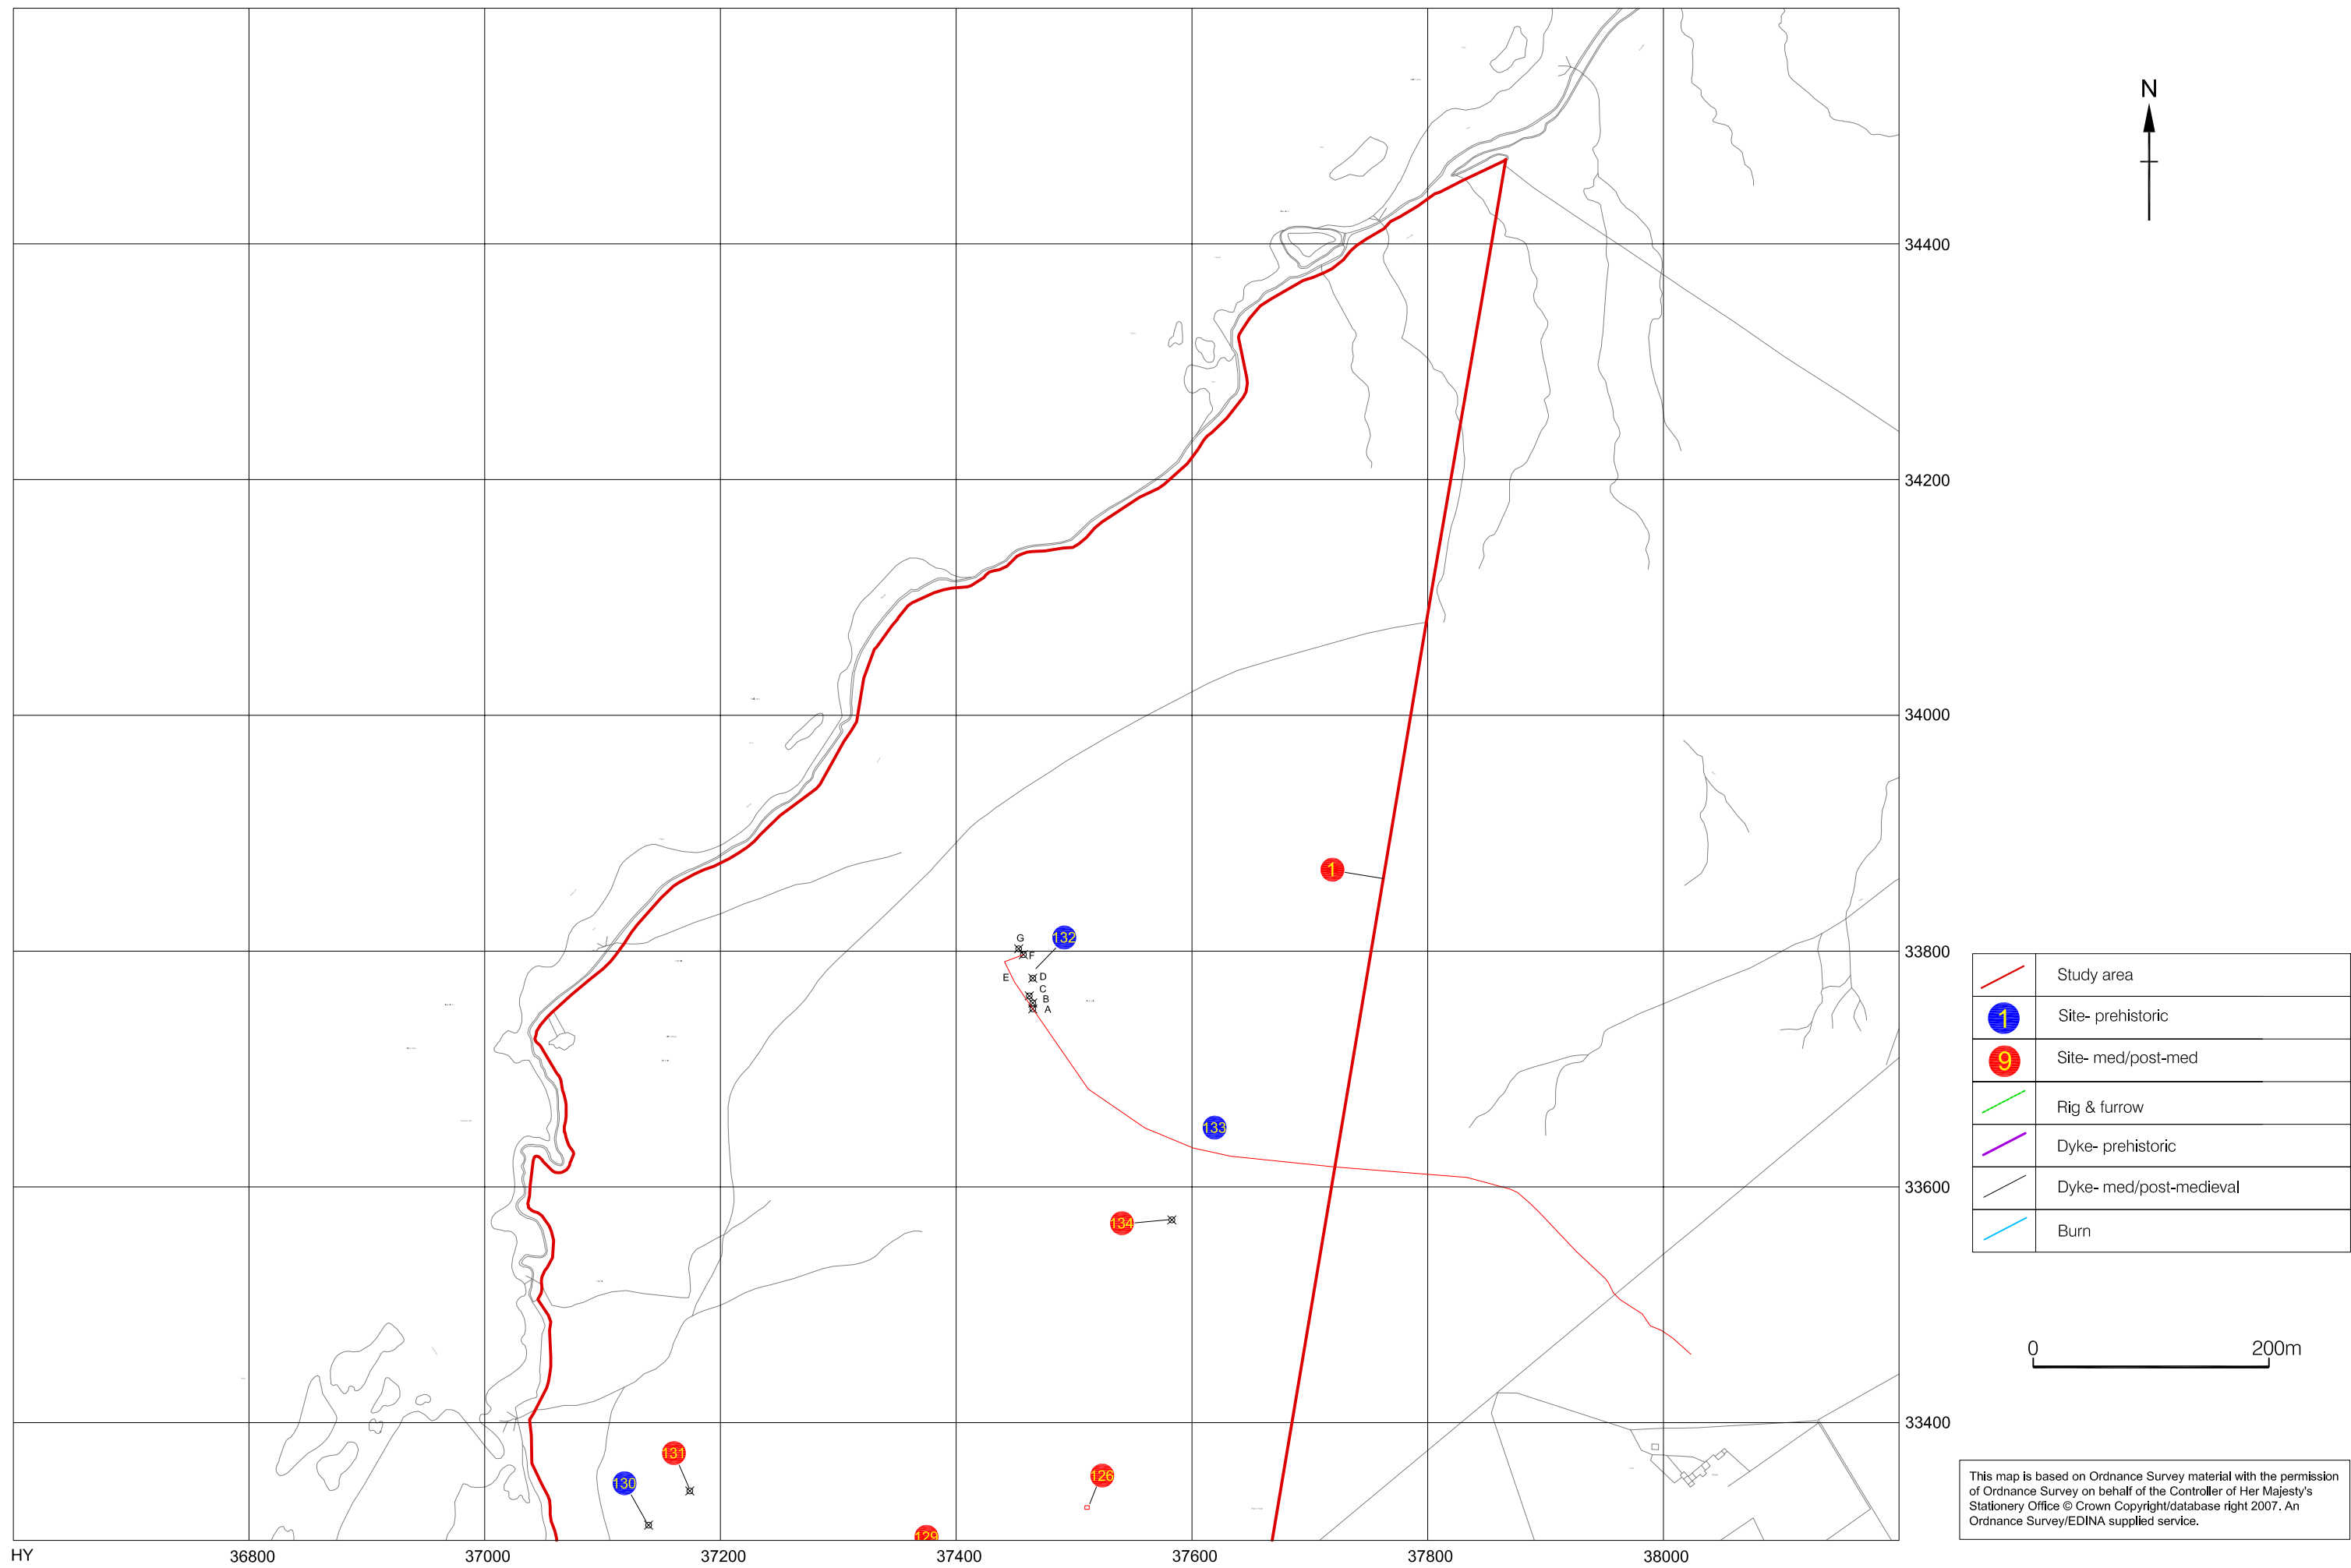 N
34400
34200
34000
1
132
G
F
E
D
C
B
A
33800
133
134
33600
131
130
126
129
33400
Study area
1 Site- prehistoric
9 Site- med/post-med
Rig & furrow
Dyke- prehistoric
Dyke- med/post-medieval
Burn
0 200m
This map is based on Ordnance Survey material with the permission
of Ordnance Survey on behalf of the Controller of Her Majesty's
Stationery Office © Crown Copyright/database right 2007. An
Ordnance Survey/EDINA supplied service.
HY 36800 37000 37200 37400 37600 37800 38000